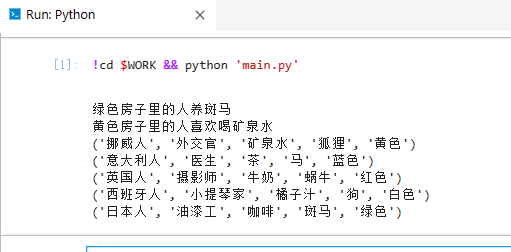 Run: Python
[1]: !cd $WORK && python 'main.py'
绿色房子里的人养斑马
黄色房子里的人喜欢喝矿泉水
('挪威人', '外交官', '矿泉水', '狐狸', '黄色')
('意大利人', '医生', '茶', '马', '蓝色')
('英国人', '摄影师', '牛奶', '蜗牛', '红色')
('西班牙人', '小提琴家', '橘子汁', '狗', '白色')
('日本人', '油漆工', '咖啡', '斑马', '绿色')